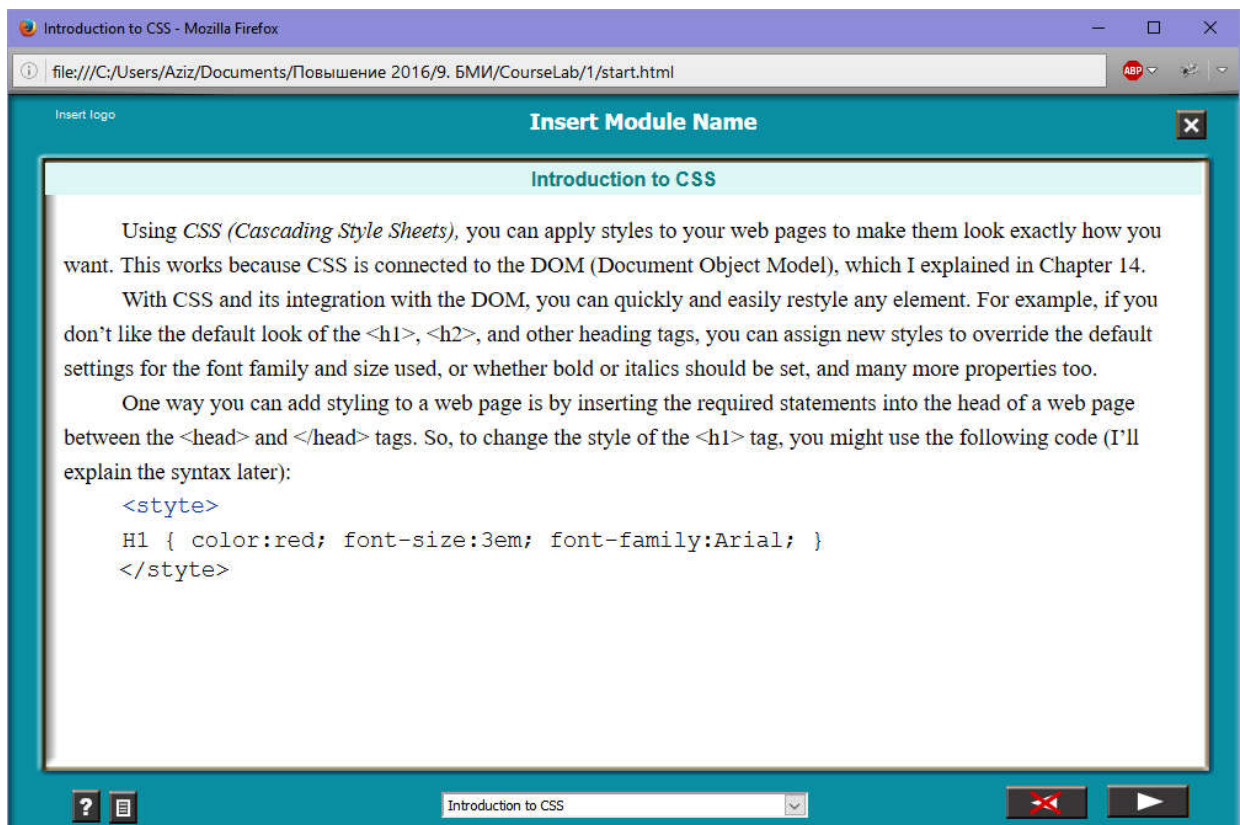 Introduction to CSS - Mozilla Firefox
file:///C:/Users/Aziz/Documents/Повышение 2016/9. БМИ/CourseLab/1/start.html
ABP
Insert logo
Insert Module Name
Introduction to CSS
Using CSS (Cascading Style Sheets), you can apply styles to your web pages to make them look exactly how you
want. This works because CSS is connected to the DOM (Document Object Model), which I explained in Chapter 14.
With CSS and its integration with the DOM, you can quickly and easily restyle any element. For example, if you
don’t like the default look of the <h1>, <h2>, and other heading tags, you can assign new styles to override the default
settings for the font family and size used, or whether bold or italics should be set, and many more properties too.
One way you can add styling to a web page is by inserting the required statements into the head of a web page
between the <head> and </head> tags. So, to change the style of the <h1> tag, you might use the following code (I’ll
explain the syntax later):
<styte>
H1 { color:red; font-size:3em; font-family:Arial; }
</styte>
?
Introduction to CSS